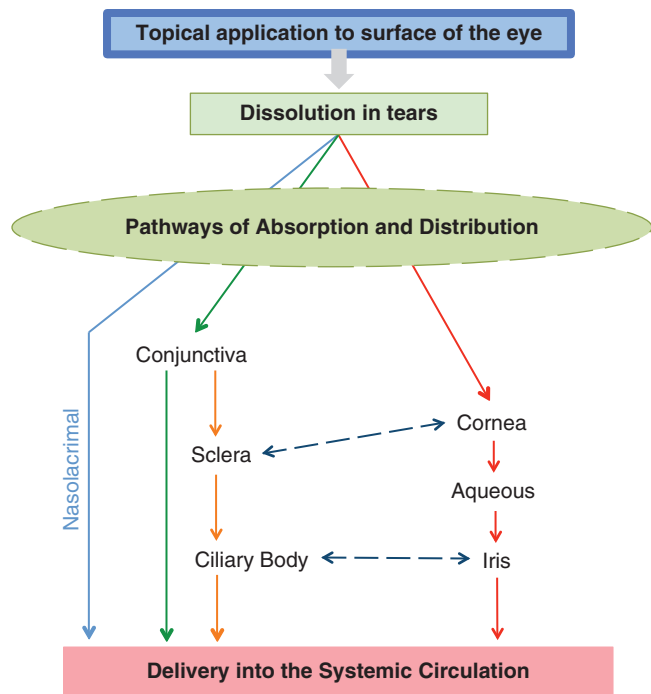 Topical application to surface of the eye
Dissolution in tears
Pathways of Absorption and Distribution
Conjunctiva
Nasolacrimal
Cornea
Sclera
Aqueous
Ciliary Body
Iris
Delivery into the Systemic Circulation